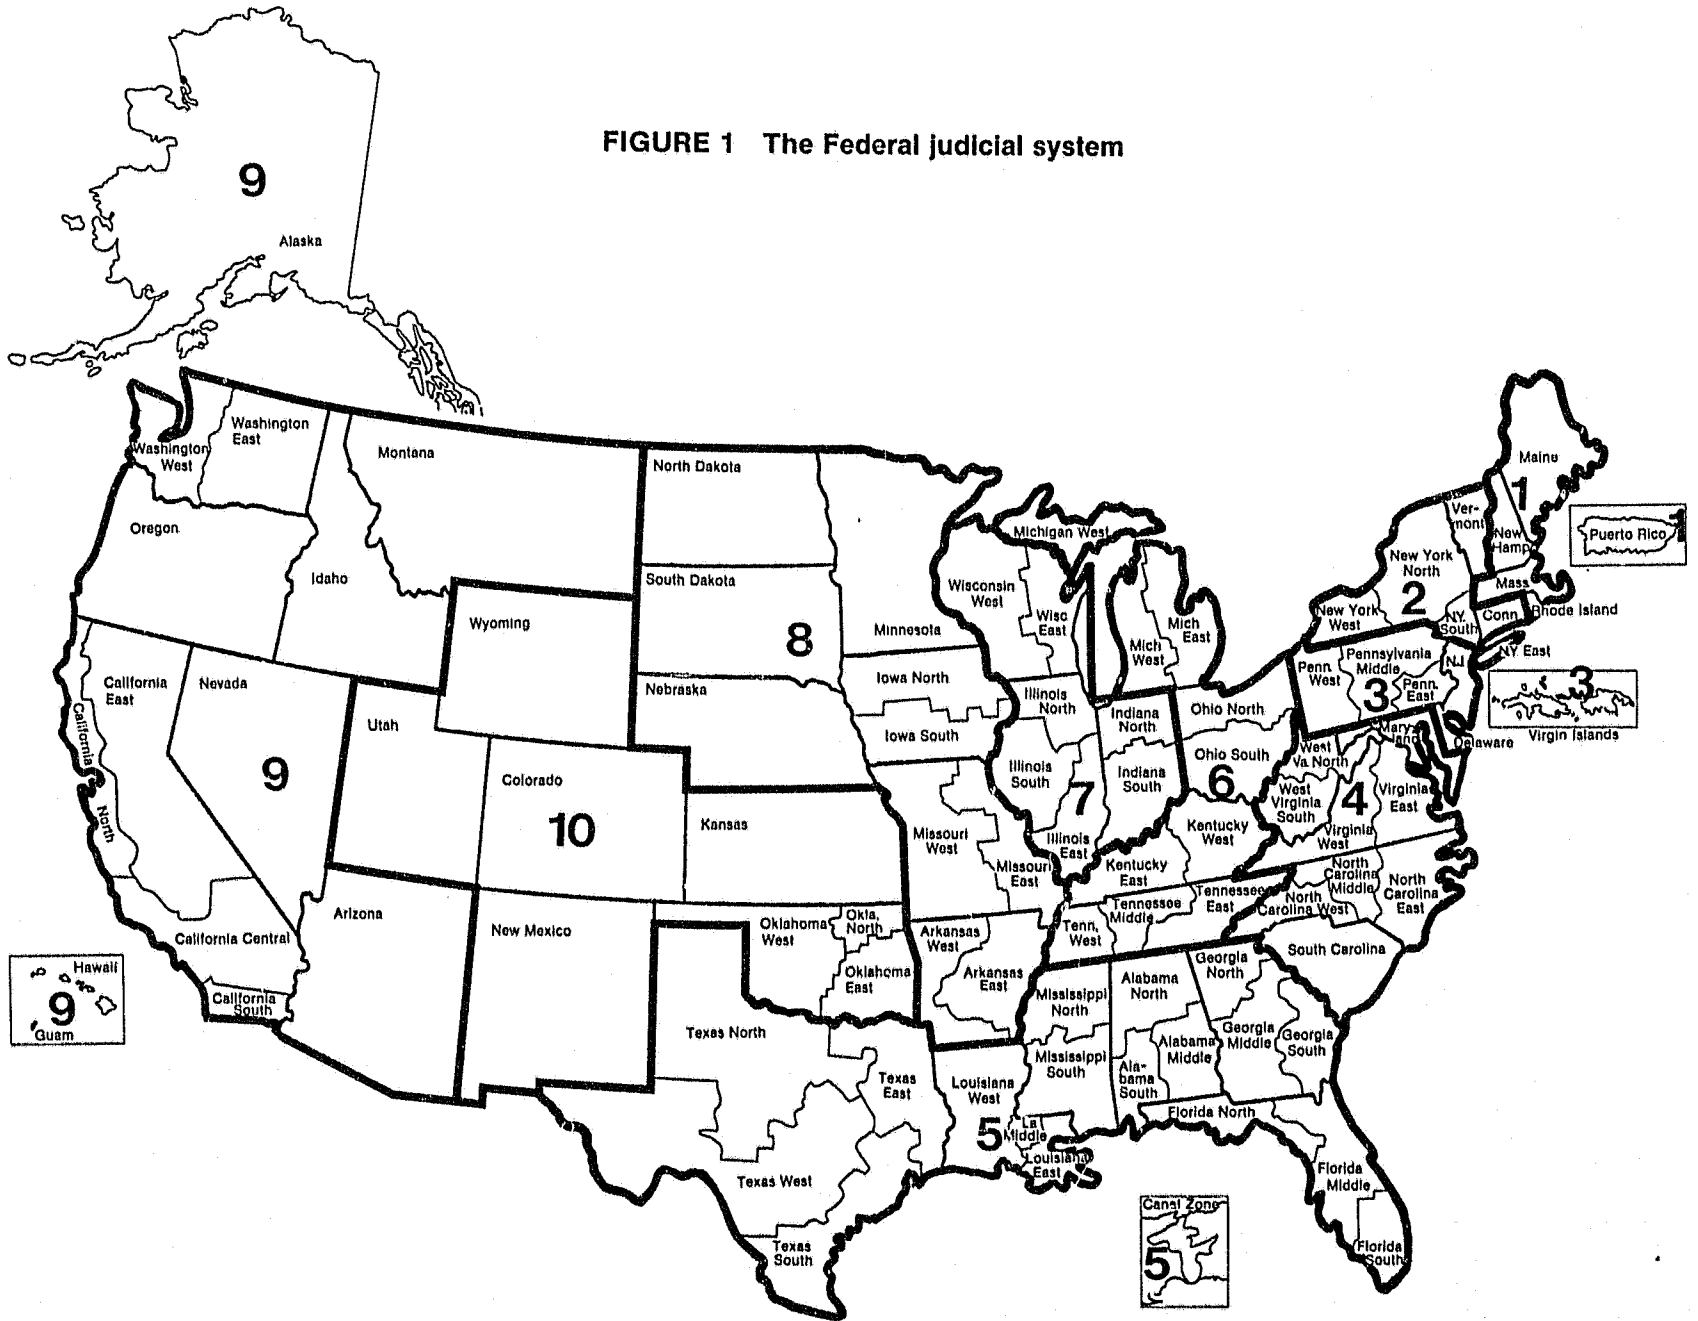 FIGURE 1 The Federal judicial system
9
Alaska
Washington
West
Washington
East
Montana
North Dakota
Oregon
Idaho
Wyoming
South Dakota
8
Minnesota
Nebraska
Iowa North
Iowa South
Wisconsin
West
Wisc
East
Michigan West
Mich
West
Mich
East
Maine
1
Ver-
mont
New
Hamp
Puerto Rico
1
Mass
New York
North
2
New York
West
N.Y.
South
Conn
Rhode Island
N.Y. East
Pennsylvania
Middle
Penn.
West
3
Penn.
East
N.J.
3
Virgin Islands
Mary-
land
Delaware
California
East
California
North
Nevada
9
Utah
Colorado
10
Kansas
Illinois
North
Illinois
South
7
Illinois
East
Indiana
North
Indiana
South
Ohio North
Ohio South
6
West
Va. North
West
Virginia
South
4
Virginia
East
Virginia
West
Missouri
West
Missouri
East
Kentucky
West
Kentucky
East
California Central
California
South
Arizona
New Mexico
Oklahoma
West
Okla.
North
Oklahoma
East
Arkansas
West
Arkansas
East
Tenn.
West
Tennessee
Middle
Tennessee
East
North
Carolina West
North
Carolina
Middle
North
Carolina
East
South Carolina
Hawaii
9
Guam
Texas North
Texas
East
Texas West
Texas
South
Louisiana
West
5
La
Middle
Louisiana
East
Mississippi
North
Mississippi
South
Alabama
North
Alabama
Middle
Ala-
bama
South
Georgia
North
Georgia
Middle
Georgia
South
Florida North
Florida
Middle
Florida
South
Canal Zone
5